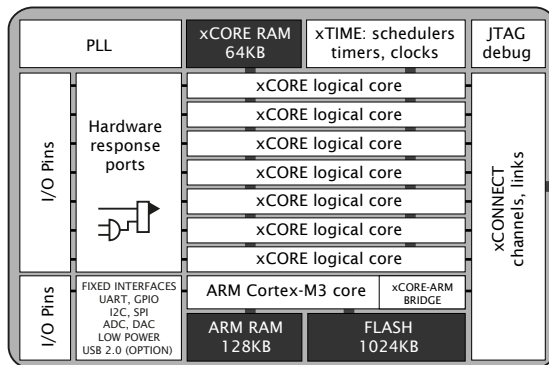 PLL
xCORE RAM
64KB
xTIME: schedulers
timers, clocks
JTAG
debug
I/O Pins
Hardware
response
ports
xCORE logical core
xCORE logical core
xCORE logical core
xCORE logical core
xCORE logical core
xCORE logical core
xCORE logical core
xCONNECT
channels, links
I/O Pins
FIXED INTERFACES
UART, GPIO
I2C, SPI
ADC, DAC
LOW POWER
USB 2.0 (OPTION)
ARM Cortex-M3 core
xCORE-ARM
BRIDGE
ARM RAM
128KB
FLASH
1024KB